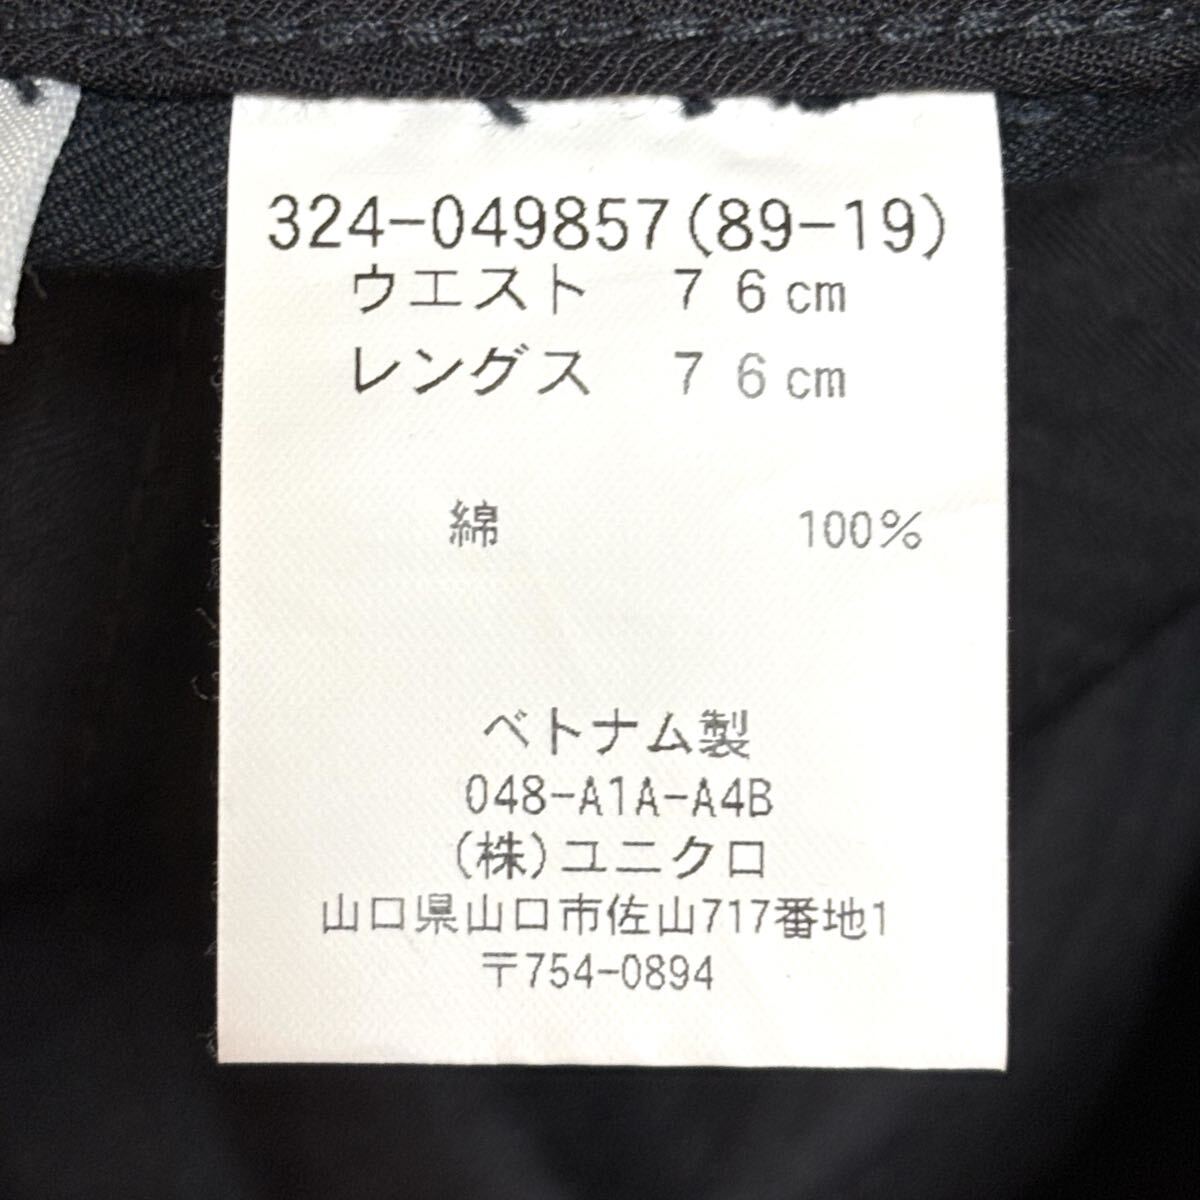 324-049857(89-19)
ウエスト 76cm
レングス 76cm
綿 100%
ベトナム製
048-A1A-A4B
(株)ユニクロ
山口県山口市佐山717番地1
〒754-0894